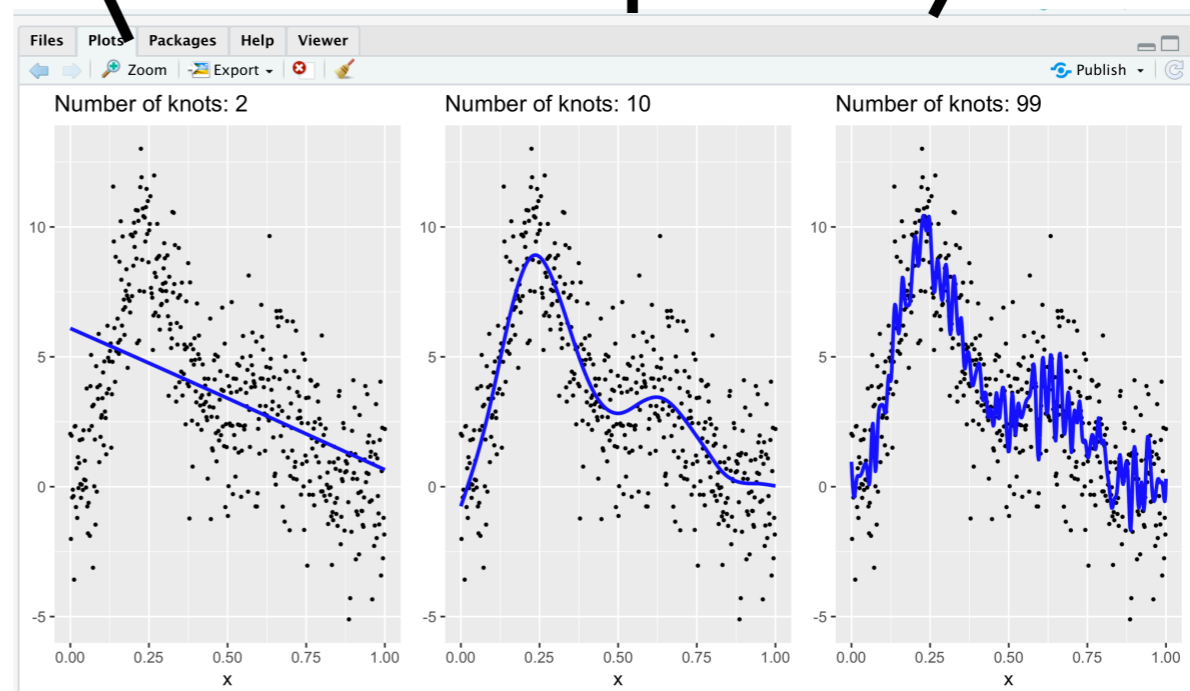 Files Plots Packages Help Viewer
Zoom Export Publish
Number of knots: 2 Number of knots: 10 Number of knots: 99
10 10 10
5 5 5
0 0 0
-5 -5 -5
0.00 0.25 0.50 0.75 1.00 0.00 0.25 0.50 0.75 1.00 0.00 0.25 0.50 0.75 1.00
x x x